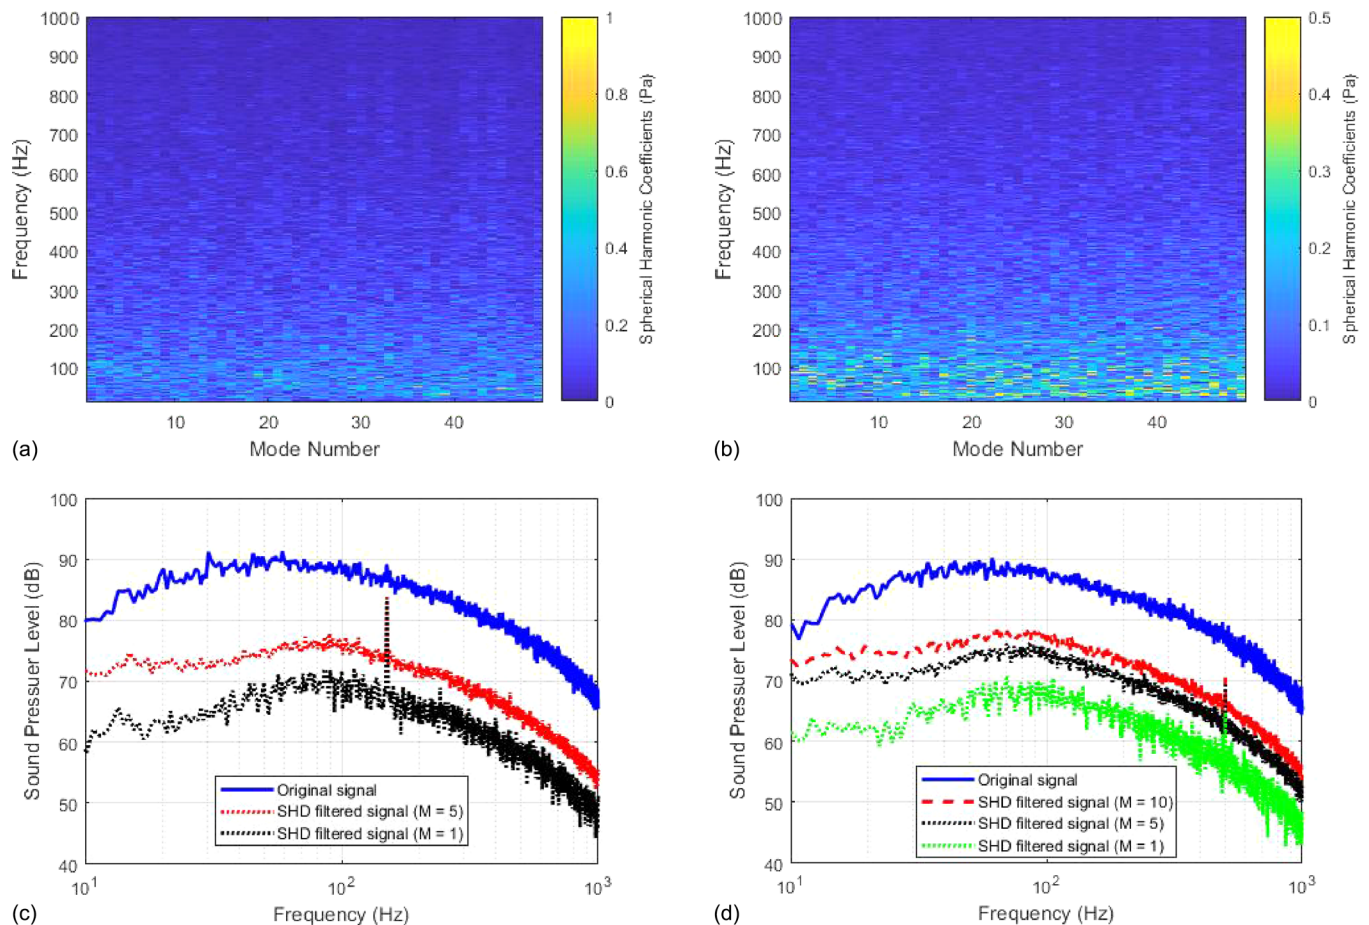 1000
900
800
700
600
500
400
300
200
100
Frequency (Hz)
10
20
30
40
Mode Number
1
0.8
0.6
0.4
0.2
0
Spherical Harmonic Coefficients (Pa)
(a)
1000
900
800
700
600
500
400
300
200
100
Frequency (Hz)
10
20
30
40
Mode Number
0.5
0.4
0.3
0.2
0.1
0
Spherical Harmonic Coefficients (Pa)
(b)
100
90
80
70
60
50
40
Sound Pressuer Level (dB)
Original signal
SHD filtered signal (M = 5)
SHD filtered signal (M = 1)
10^1
10^2
10^3
Frequency (Hz)
(c)
100
90
80
70
60
50
40
Sound Pressuer Level (dB)
Original signal
SHD filtered signal (M = 10)
SHD filtered signal (M = 5)
SHD filtered signal (M = 1)
10^1
10^2
10^3
Frequency (Hz)
(d)